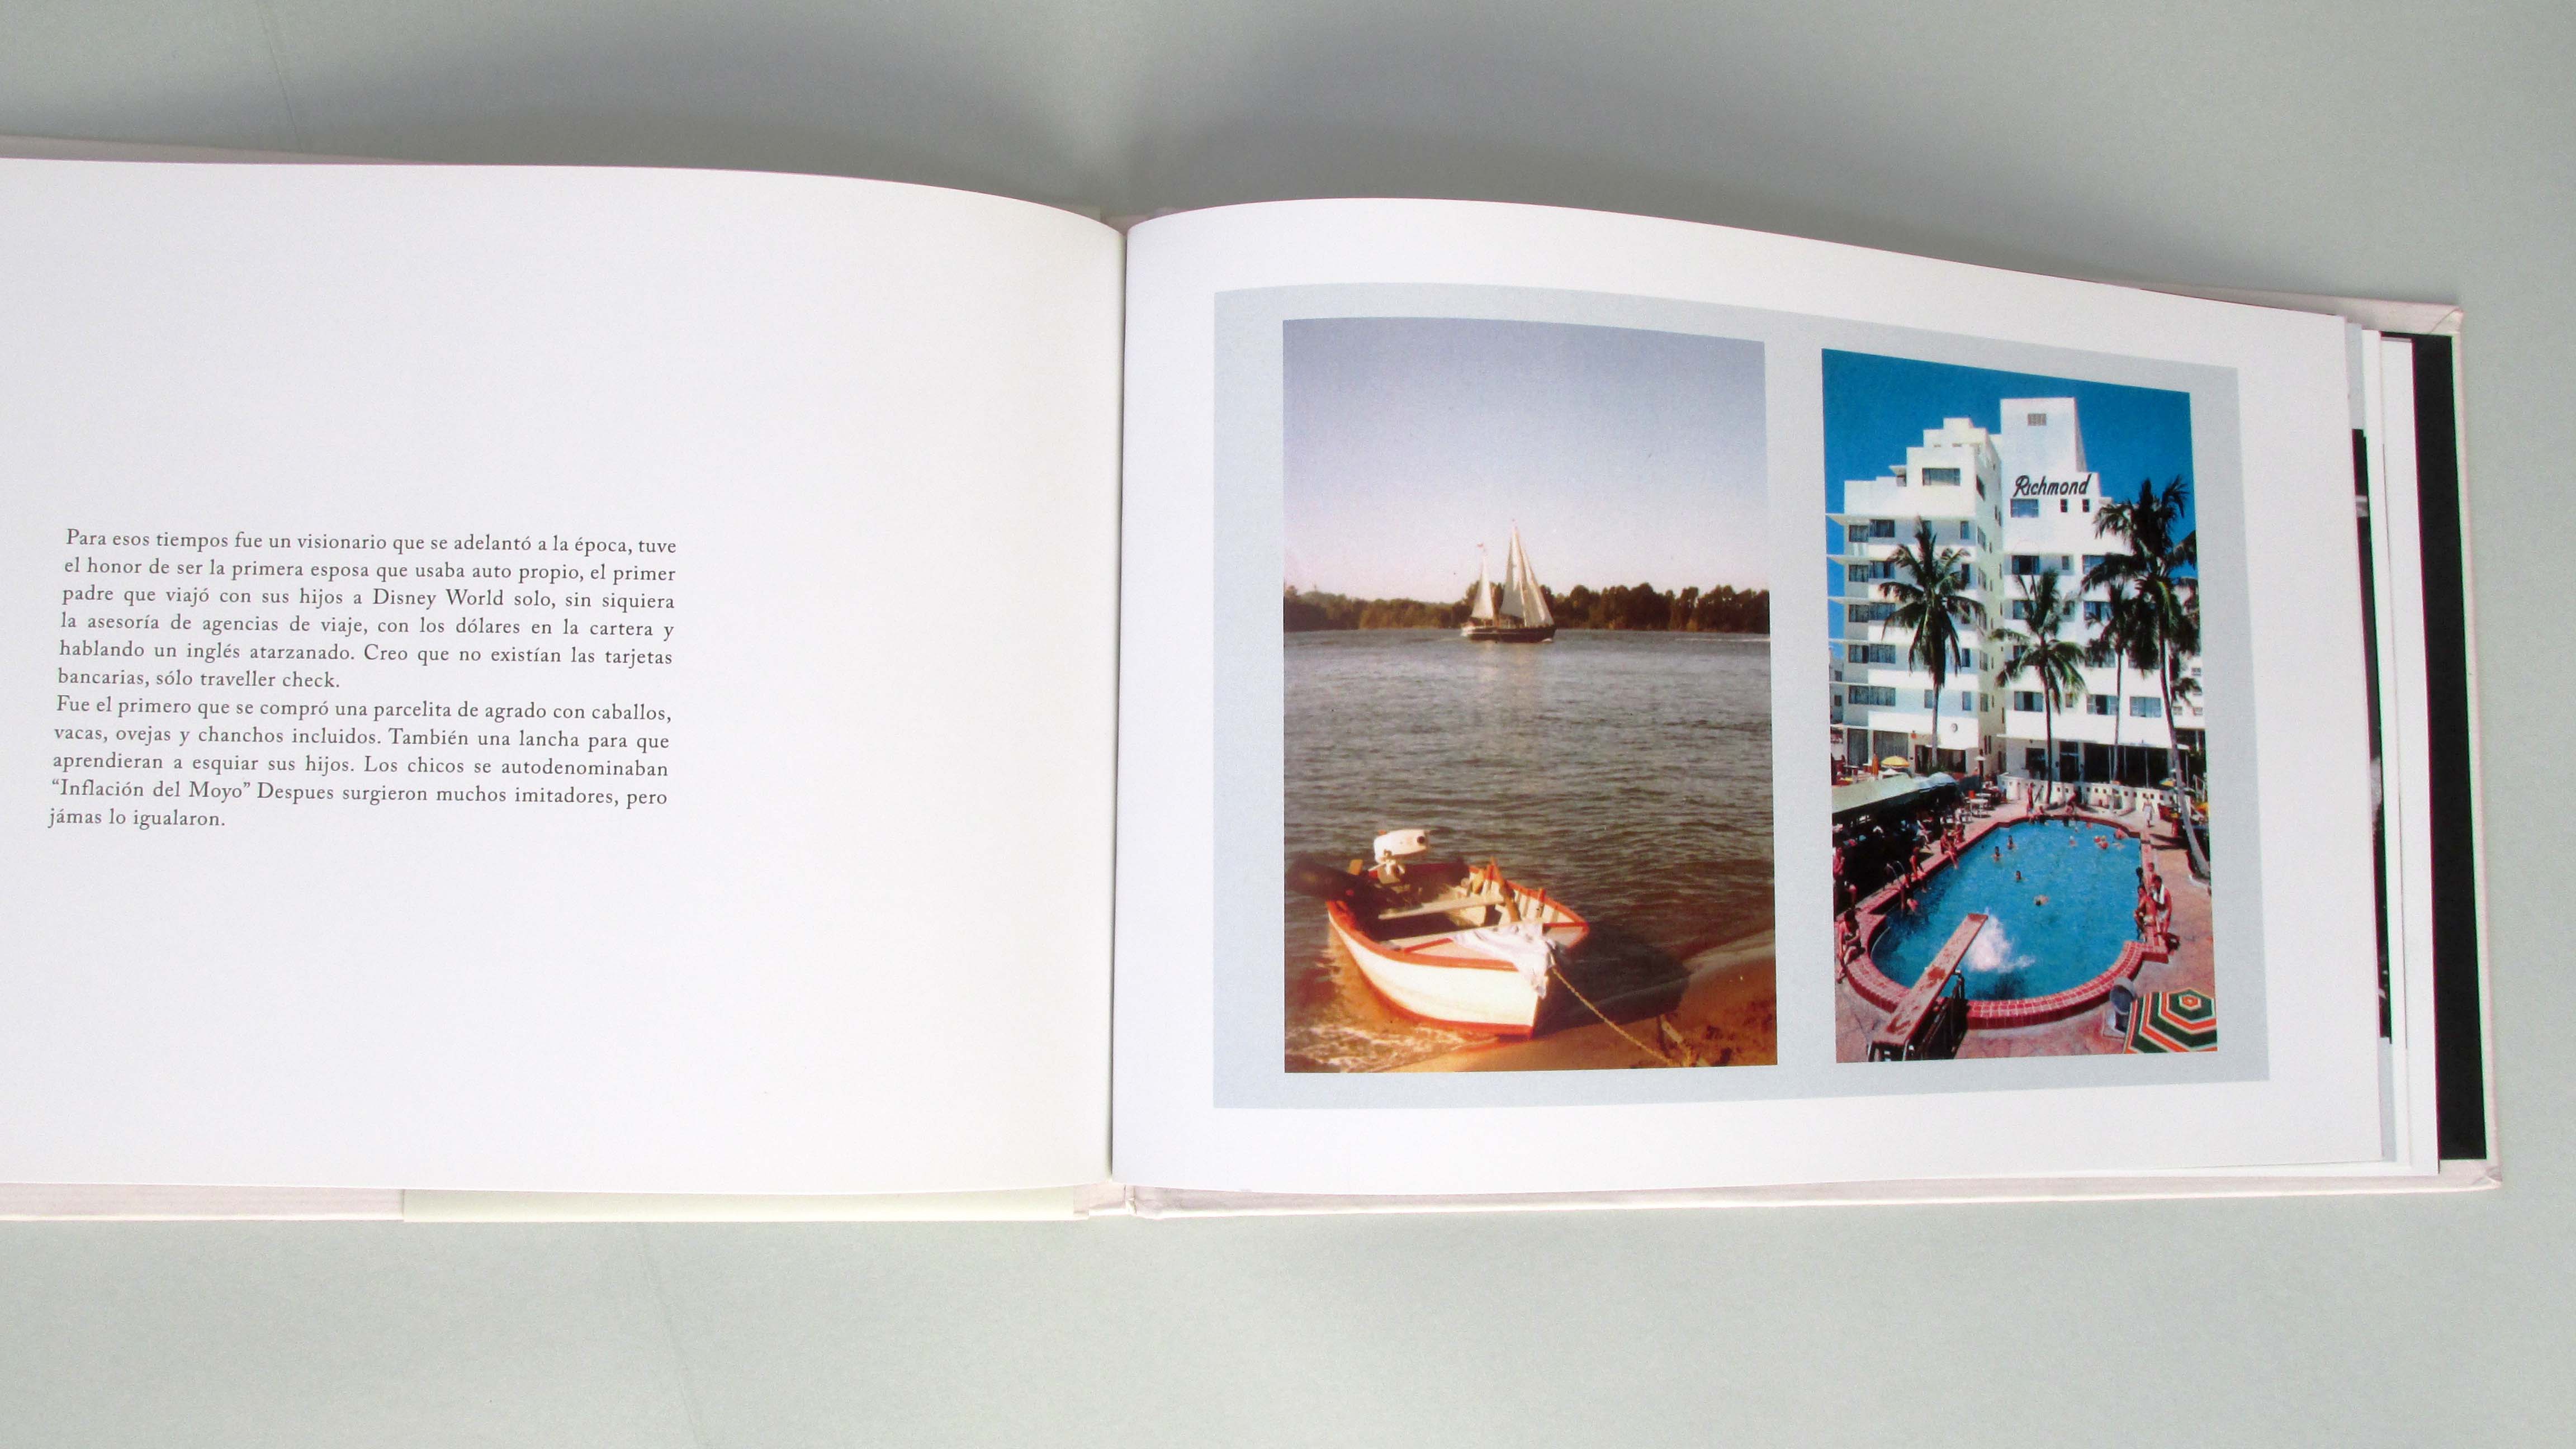 Para esos tiempos fue un visionario que se adelantó a la época, tuve
el honor de ser la primera esposa que usaba auto propio, el primer
padre que viajó con sus hijos a Disney World solo, sin siquiera
la asesoría de agencias de viaje, con los dólares en la cartera y
hablando un inglés atarzanado. Creo que no existían las tarjetas
bancarias, sólo traveller check.
Fue el primero que se compró una parcelita de agrado con caballos,
vacas, ovejas y chanchos incluidos. También una lancha para que
aprendieran a esquiar sus hijos. Los chicos se autodenominaban
“Inflación del Moyo” Despues surgieron muchos imitadores, pero
jámas lo igualaron.
Richmond